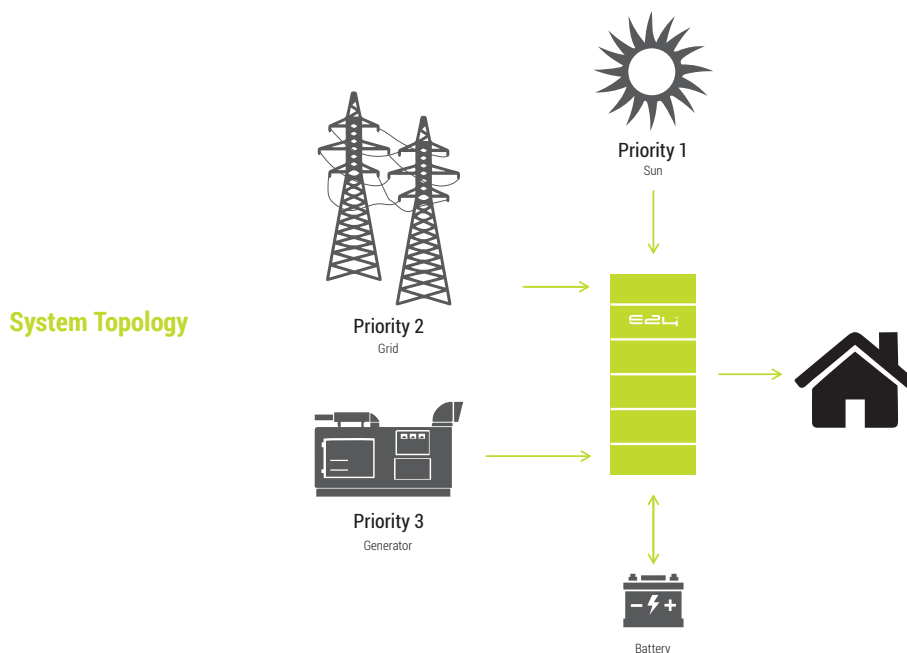 Priority 1
Sun
E24
System Topology
Priority 2
Grid
Priority 3
Generator
Battery